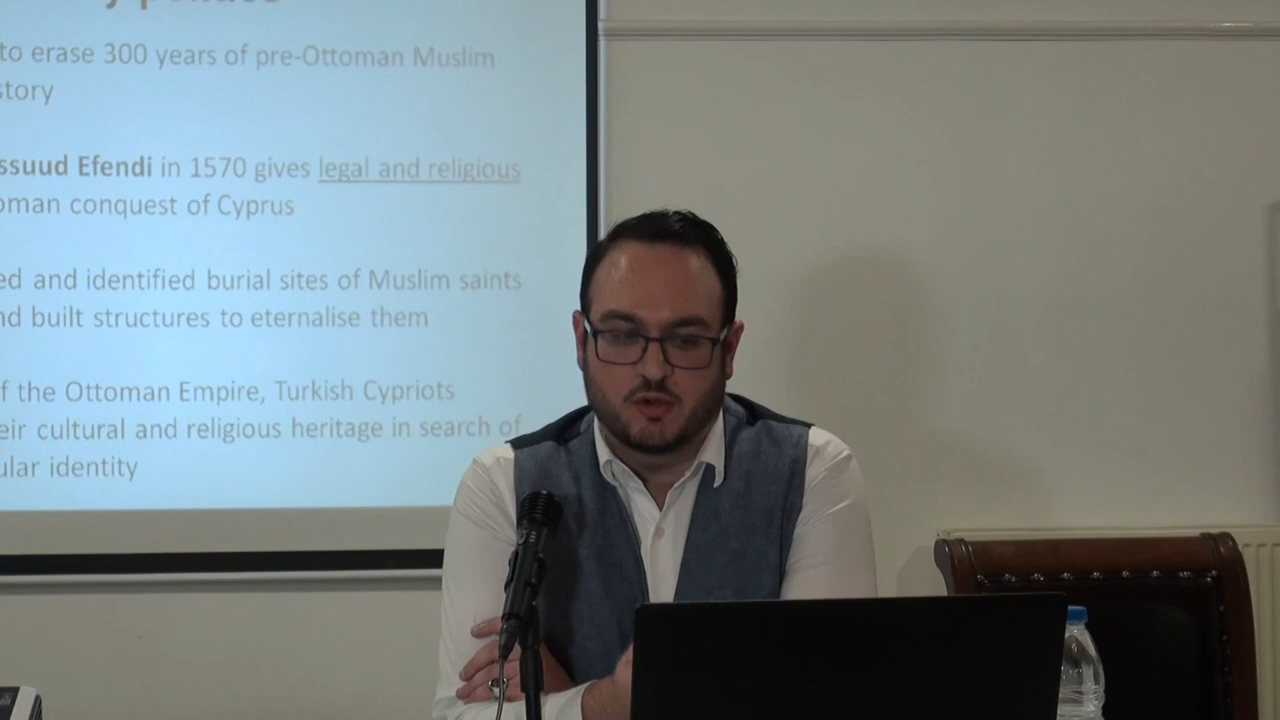 to erase 300 years of pre-Ottoman Muslim
story
ssuud Efendi in 1570 gives legal and religious
oman conquest of Cyprus
ed and identified burial sites of Muslim saints
nd built structures to eternalise them
f the Ottoman Empire, Turkish Cypriots
eir cultural and religious heritage in search of
ular identity